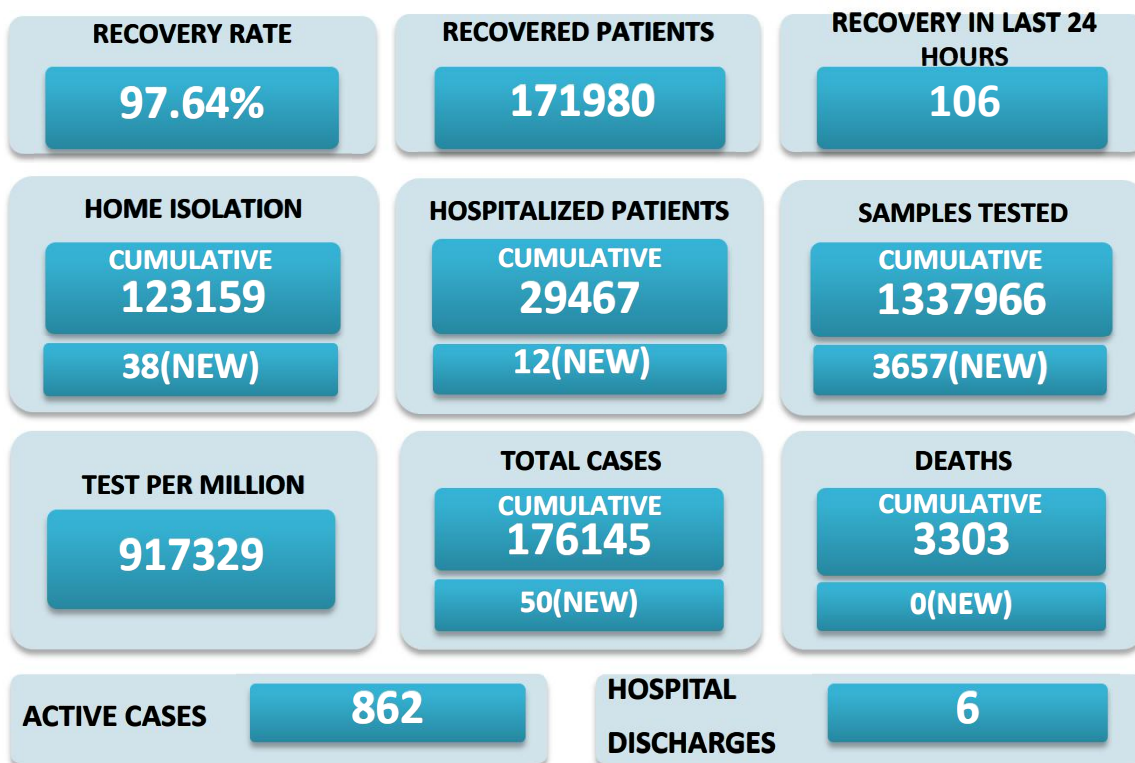 RECOVERY RATE
97.64%
RECOVERED PATIENTS
171980
RECOVERY IN LAST 24
HOURS
106
HOME ISOLATION
CUMULATIVE
123159
38(NEW)
HOSPITALIZED PATIENTS
CUMULATIVE
29467
12(NEW)
SAMPLES TESTED
CUMULATIVE
1337966
3657(NEW)
TEST PER MILLION
917329
TOTAL CASES
CUMULATIVE
176145
50(NEW)
DEATHS
CUMULATIVE
3303
0(NEW)
ACTIVE CASES
862
HOSPITAL
DISCHARGES
6